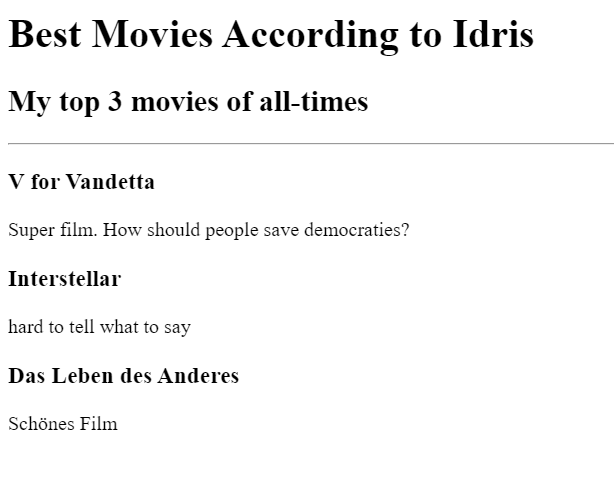 Best Movies According to Idris
My top 3 movies of all-times
V for Vandetta
Super film. How should people save democraties?
Interstellar
hard to tell what to say
Das Leben des Anderes
Schönes Film